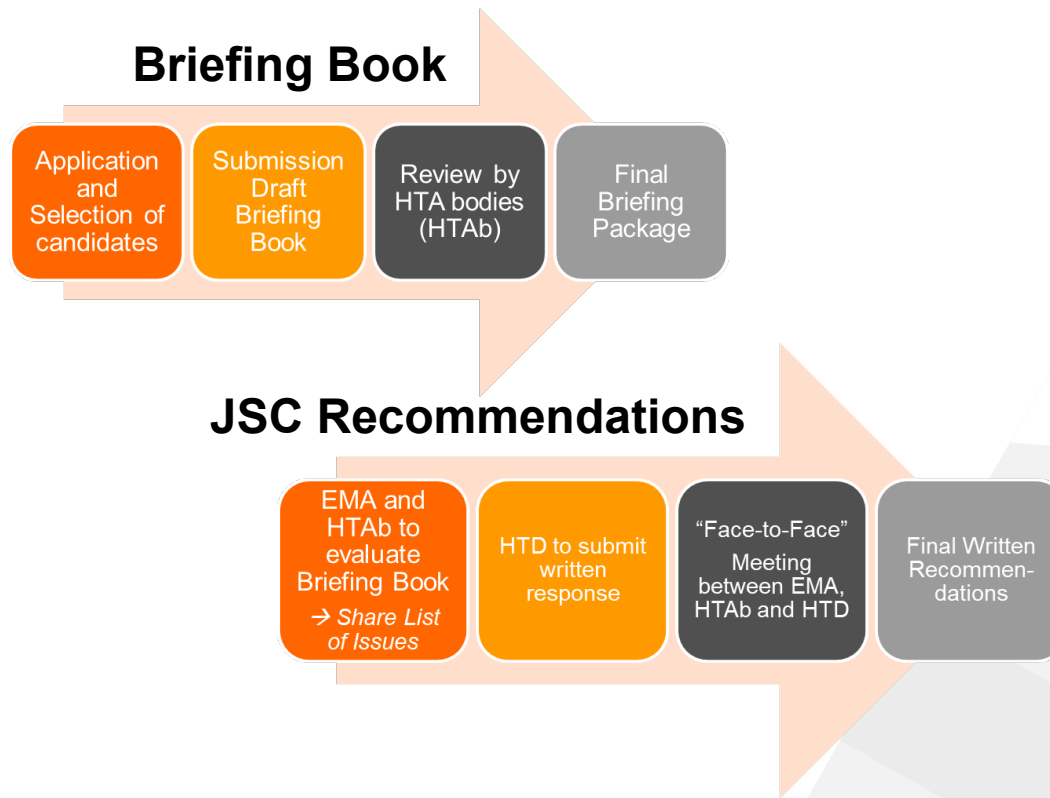 Briefing Book
Application
and
Selection of
candidates
Submission
Draft
Briefing
Book
Review by
HTA bodies
(HTAb)
Final
Briefing
Package
JSC Recommendations
EMA and
HTAb to
evaluate
Briefing Book
→ Share List
of Issues
HTD to submit
written
response
“Face-to-Face”
Meeting
between EMA,
HTAb and HTD
Final Written
Recommen-
dations